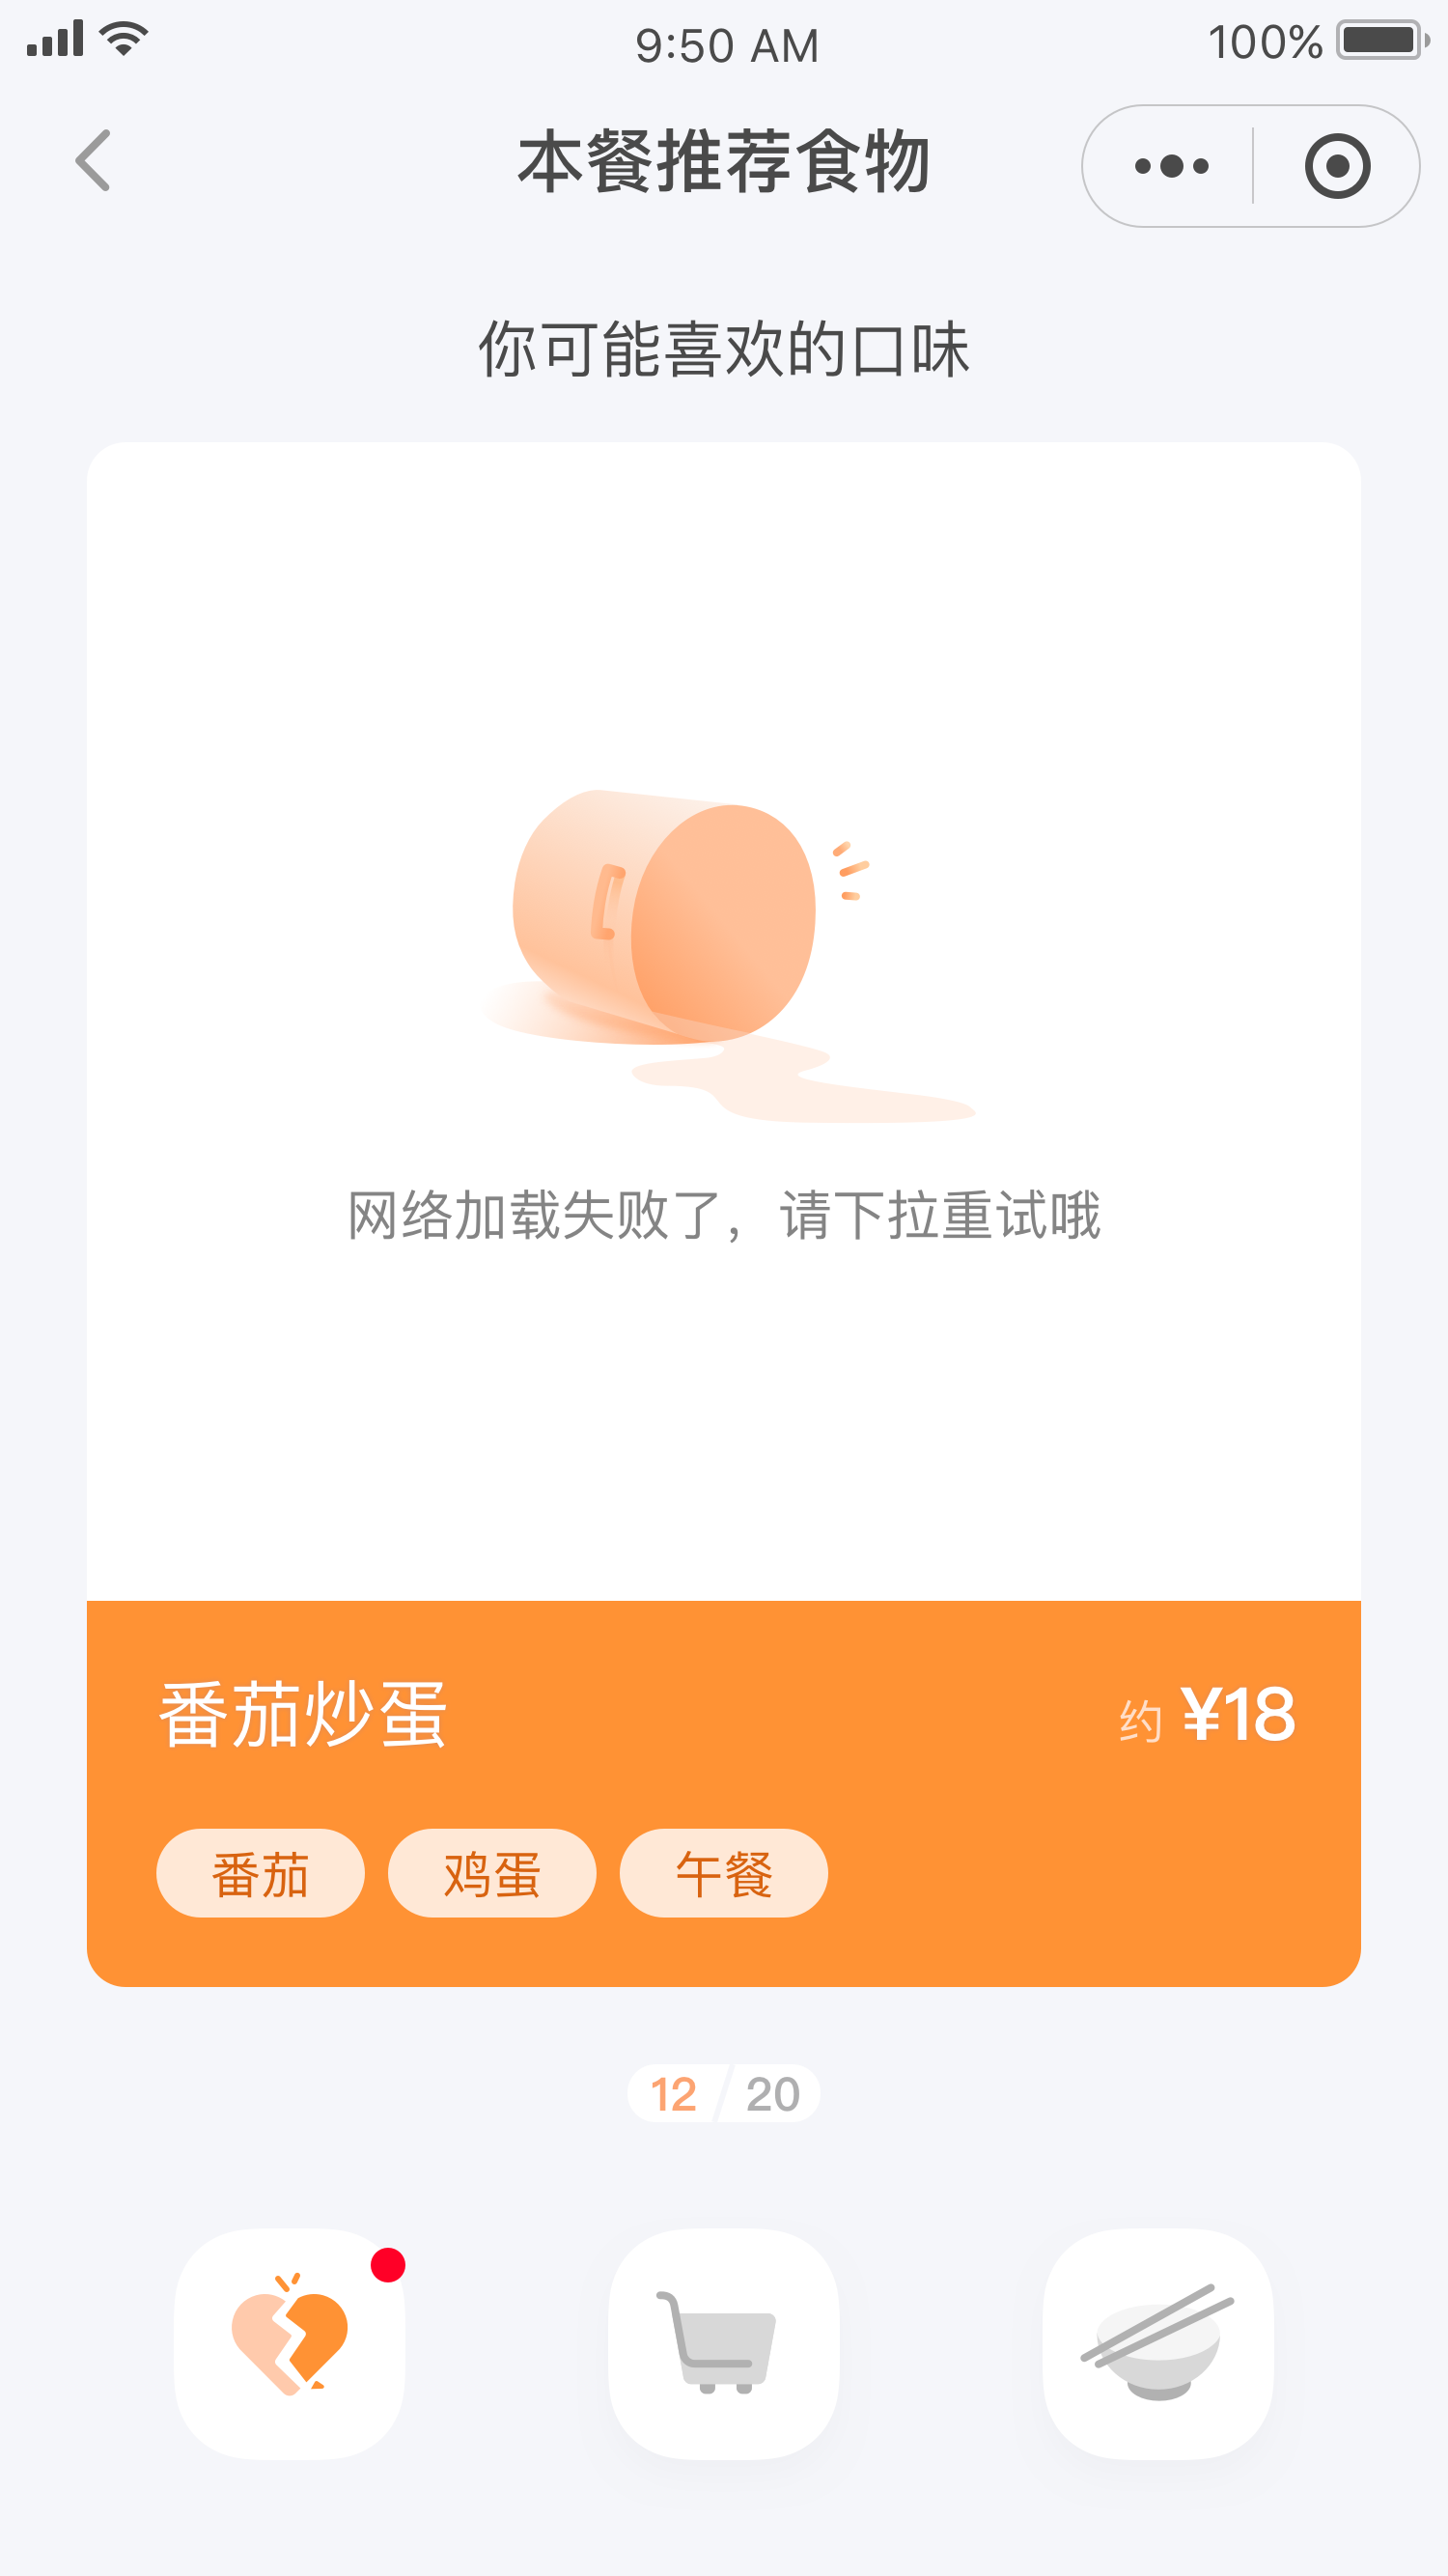 9:50 AM
100%
本餐推荐食物
你可能喜欢的口味
网络加载失败了，请下拉重试哦
番茄炒蛋
约 ¥18
番茄 鸡蛋 午餐
12 / 20